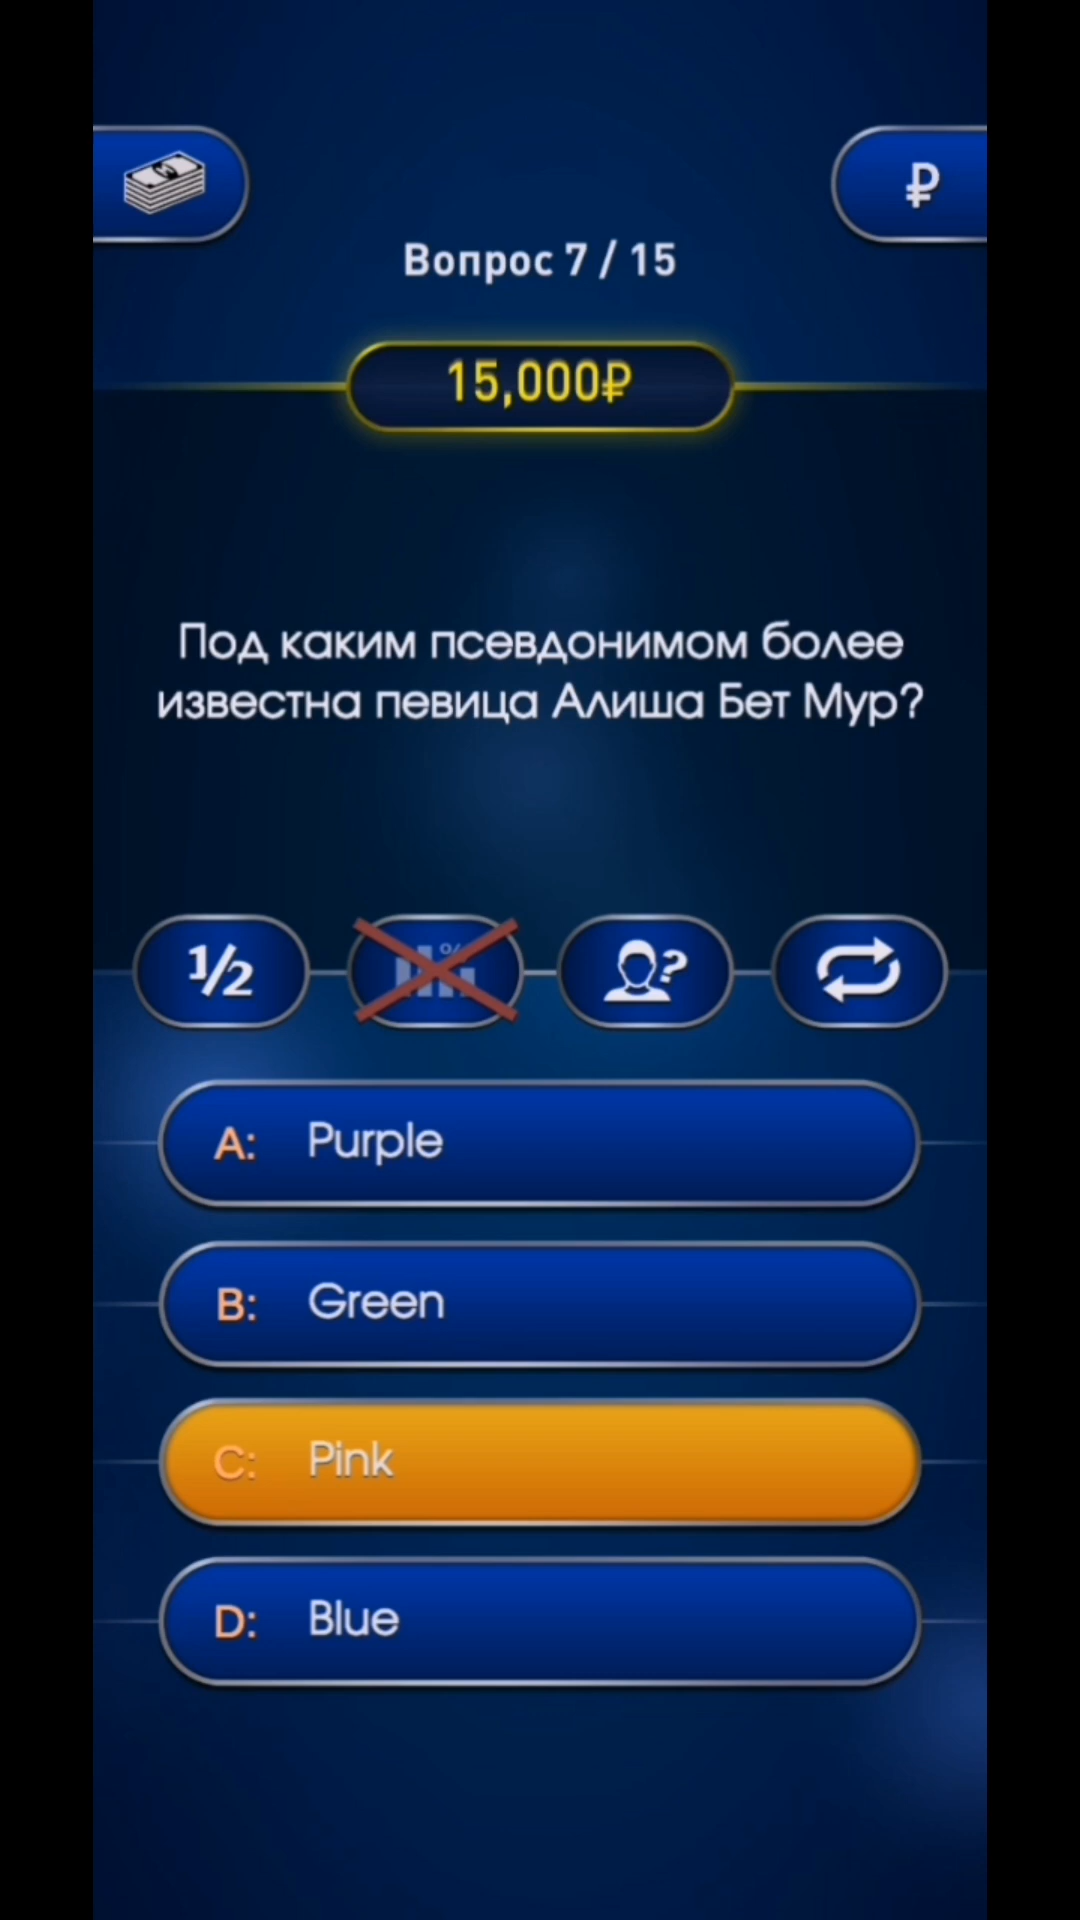 ₽
Вопрос 7 / 15
15,000₽
Под каким псевдонимом более
известна певица Алиша Бет Мур?
½
%
?
A: Purple
B: Green
C: Pink
D: Blue